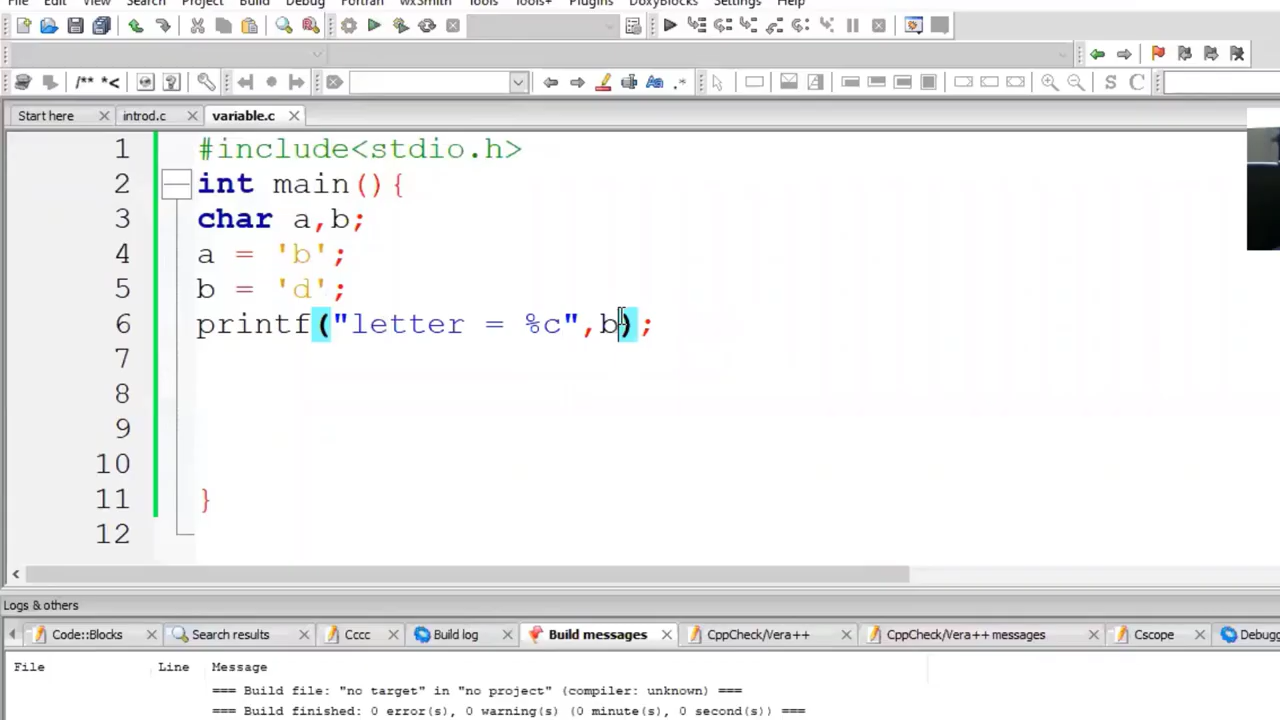 File Edit View Search Project Build Debug Fortran wxSmith Tools Tools+ Plugins DoxyBlocks Settings Help
/** *<
S C
Start here introd.c variable.c
1 #include<stdio.h>
2 int main(){
3 char a,b;
4 a = 'b';
5 b = 'd';
6 printf("letter = %c",b);
7
8
9
10
11 }
12
Logs & others
Code::Blocks Search results Cccc Build log Build messages CppCheck/Vera++ CppCheck/Vera++ messages Cscope
File Line Message
=== Build file: "no target" in "no project" (compiler: unknown) ===
=== Build finished: 0 error(s), 0 warning(s) (0 minute(s), 0 second(s)) ===